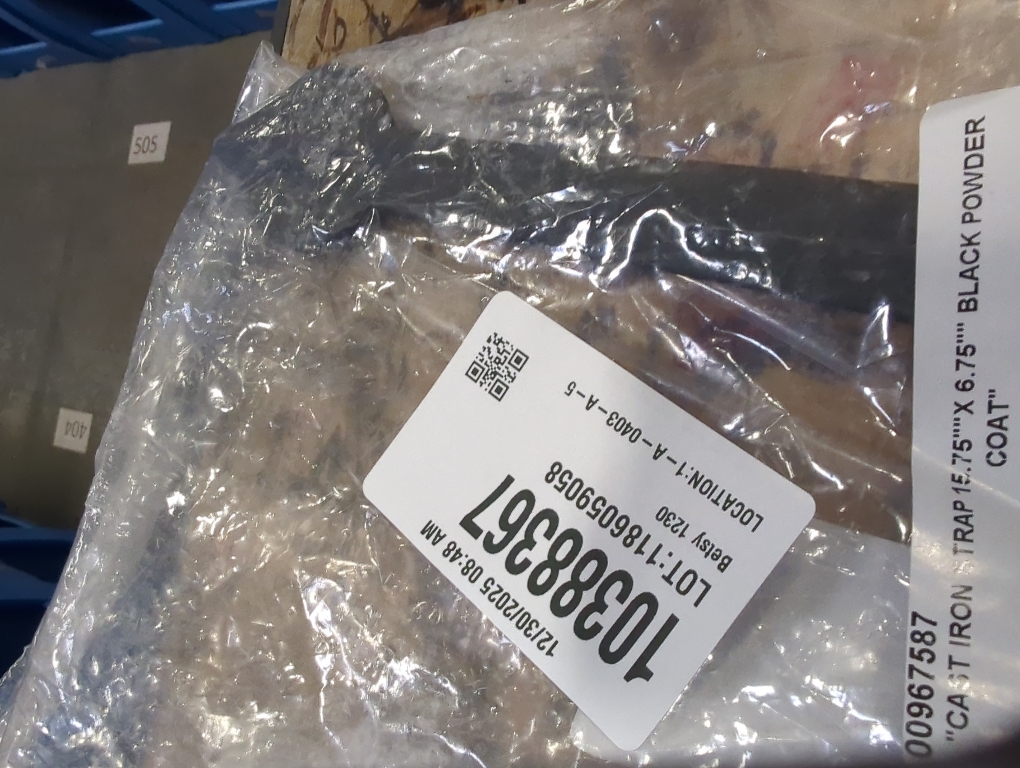 505
404
12/30/2025 08:48 AM
10388367
LOT:1186059058
Betsy 1230
LOCATION:1-A-0403-A-5
00967587
"CAST IRON STRAP 15.75""X 6.75"" BLACK POWDER
COAT"